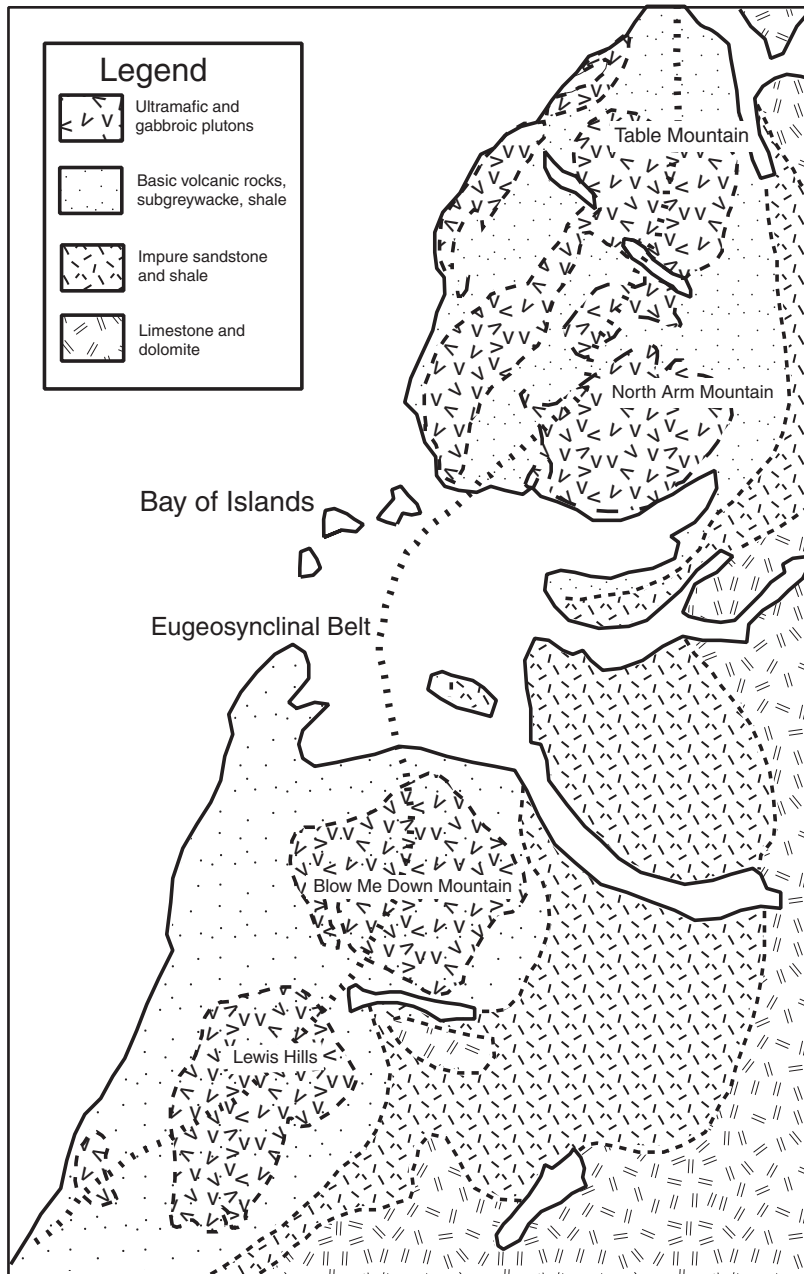 Legend
Ultramafic and
gabbroic plutons
Basic volcanic rocks,
subgreywacke, shale
Impure sandstone
and shale
Limestone and
dolomite
Table Mountain
North Arm Mountain
Bay of Islands
Eugeosynclinal Belt
Blow Me Down Mountain
Lewis Hills